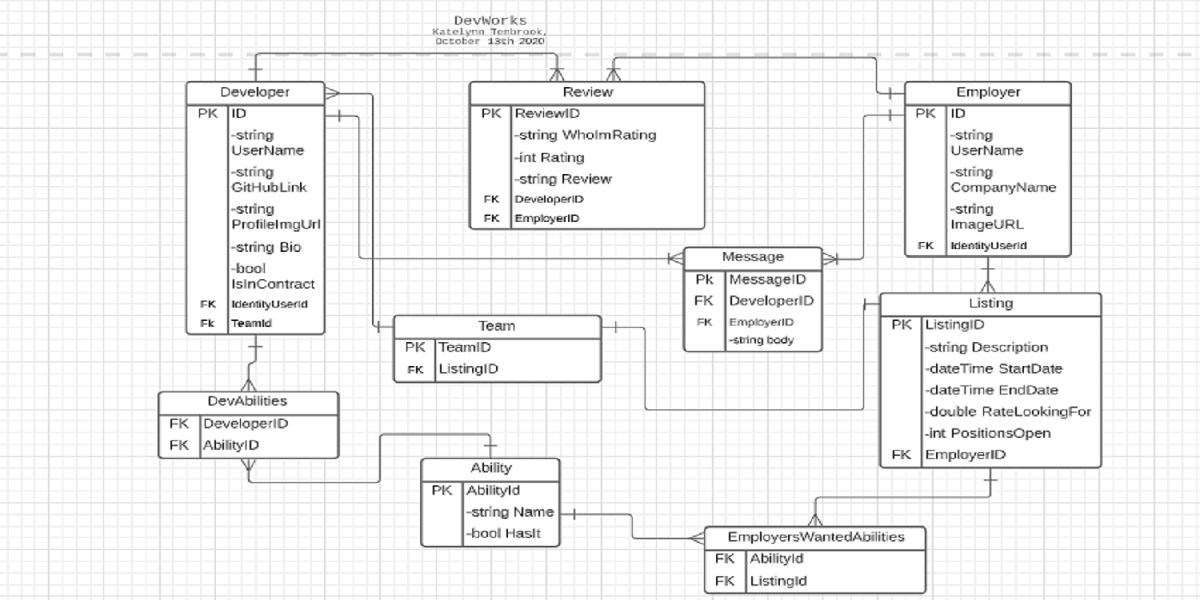 DevWorks
Katelynn Tenbrook,
October 13th 2020
Developer
PK ID
-string
UserName
-string
GitHubLink
-string
ProfileImgUrl
-string Bio
-bool
IsInContract
FK IdentityUserId
Fk TeamId
Review
PK ReviewID
-string WhoImRating
-int Rating
-string Review
FK DeveloperID
FK EmployerID
Employer
PK ID
-string
UserName
-string
CompanyName
-string
ImageURL
FK IdentityUserId
Message
Pk MessageID
FK DeveloperID
FK EmployerID
-string body
Team
PK TeamID
FK ListingID
Listing
PK ListingID
-string Description
-dateTime StartDate
-dateTime EndDate
-double RateLookingFor
-int PositionsOpen
FK EmployerID
DevAbilities
FK DeveloperID
FK AbilityID
Ability
PK AbilityId
-string Name
-bool HasIt
EmployersWantedAbilities
FK AbilityId
FK ListingId